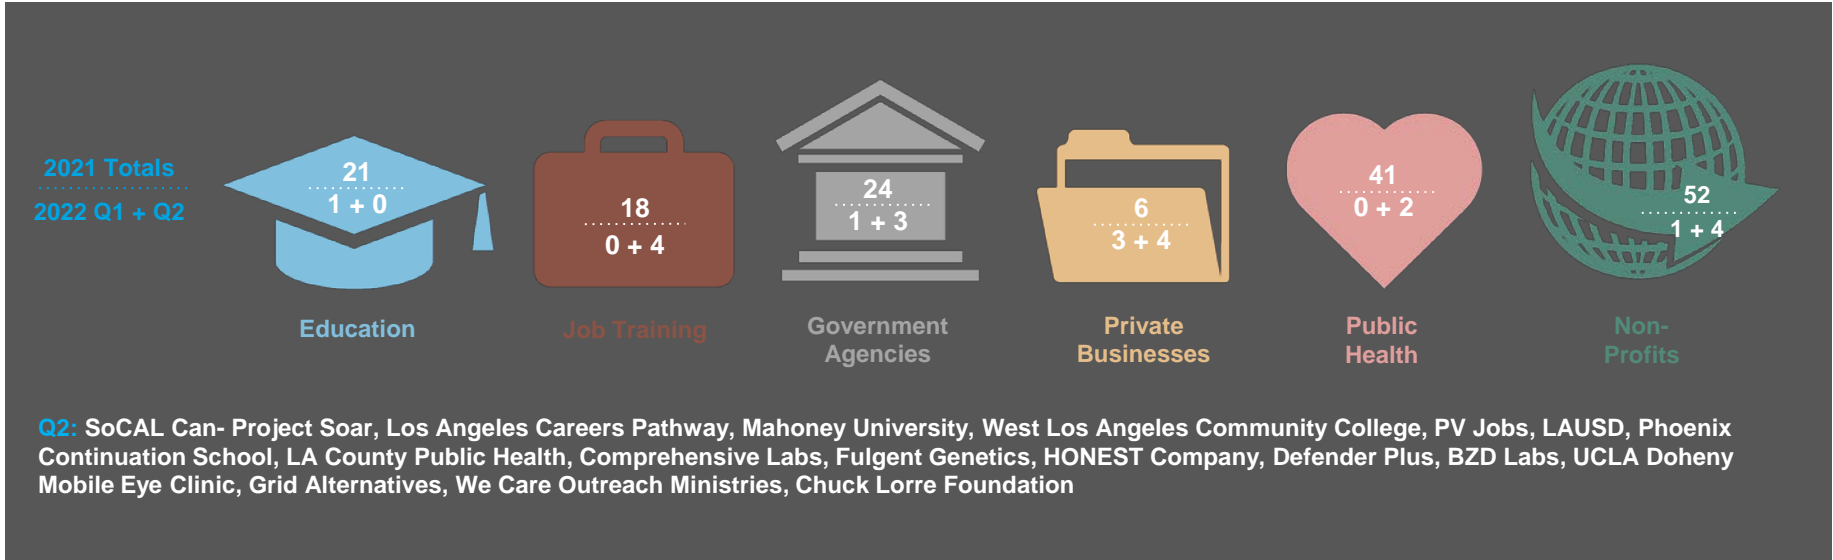 2021 Totals
2022 Q1 + Q2
21
1 + 0
Education
18
0 + 4
Job Training
24
1 + 3
Government
Agencies
6
3 + 4
Private
Businesses
41
0 + 2
Public
Health
52
1 + 4
Non-
Profits
Q2: SoCAL Can- Project Soar, Los Angeles Careers Pathway, Mahoney University, West Los Angeles Community College, PV Jobs, LAUSD, Phoenix
Continuation School, LA County Public Health, Comprehensive Labs, Fulgent Genetics, HONEST Company, Defender Plus, BZD Labs, UCLA Doheny
Mobile Eye Clinic, Grid Alternatives, We Care Outreach Ministries, Chuck Lorre Foundation